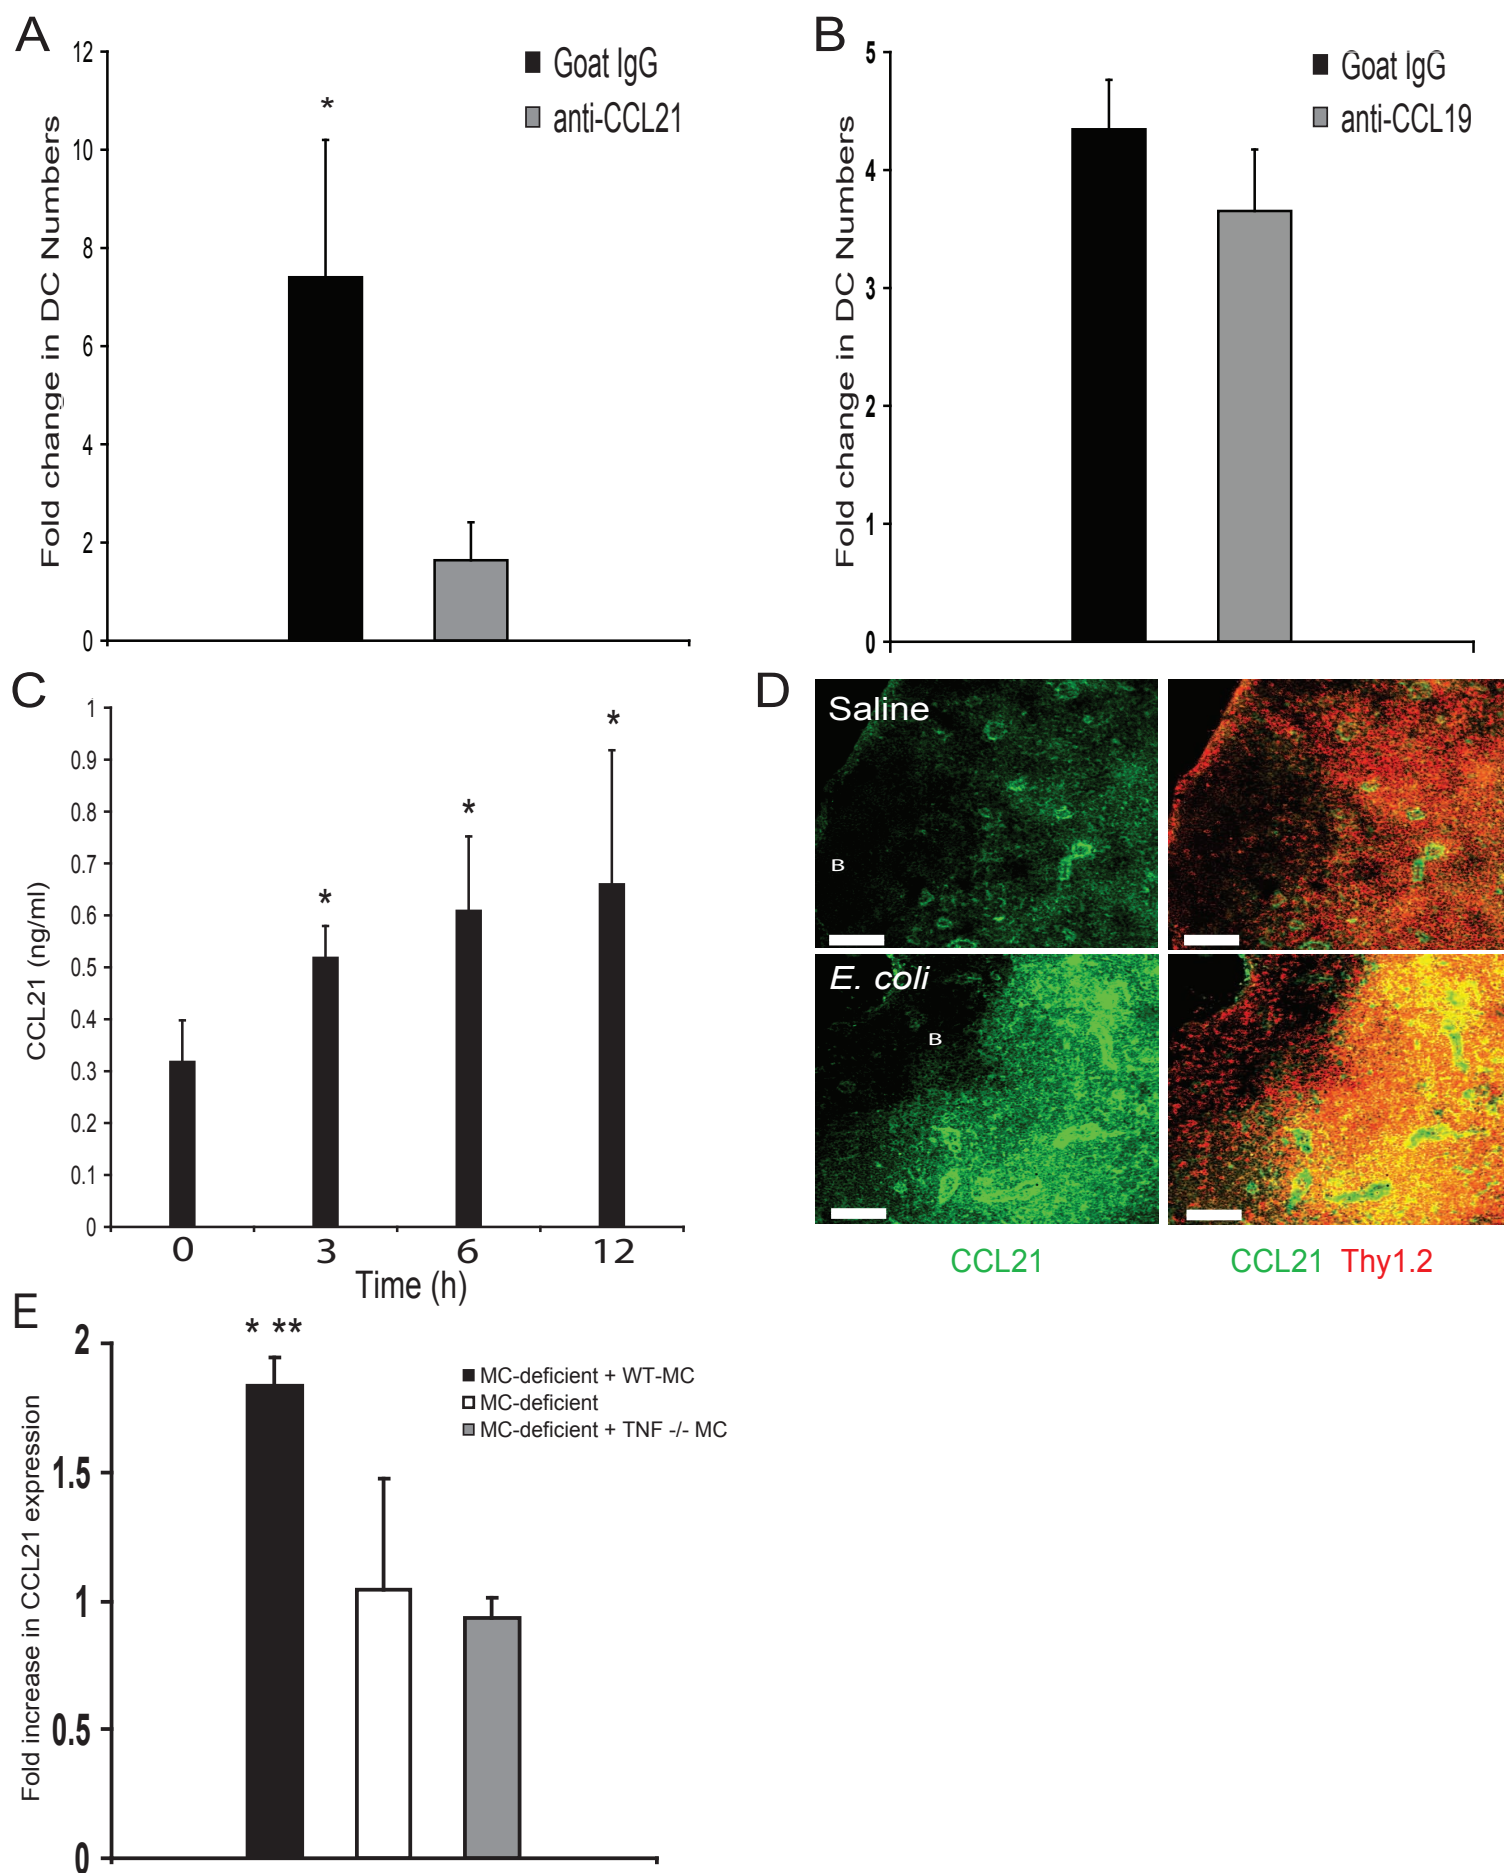 A
12
10
8
6
4
2
0
Fold change in DC Numbers
*
Goat IgG
anti-CCL21
B
5
4
3
2
1
0
Fold change in DC Numbers
Goat IgG
anti-CCL19
C
1
0.9
0.8
0.7
0.6
0.5
0.4
0.3
0.2
0.1
0
CCL21 (ng/ml)
* * *
0 3 6 12
Time (h)
D
Saline
B
E. coli
B
CCL21
CCL21 Thy1.2
E
2
1.5
1
0.5
0
Fold increase in CCL21 expression
* **
MC-deficient + WT-MC
MC-deficient
MC-deficient + TNF -/- MC